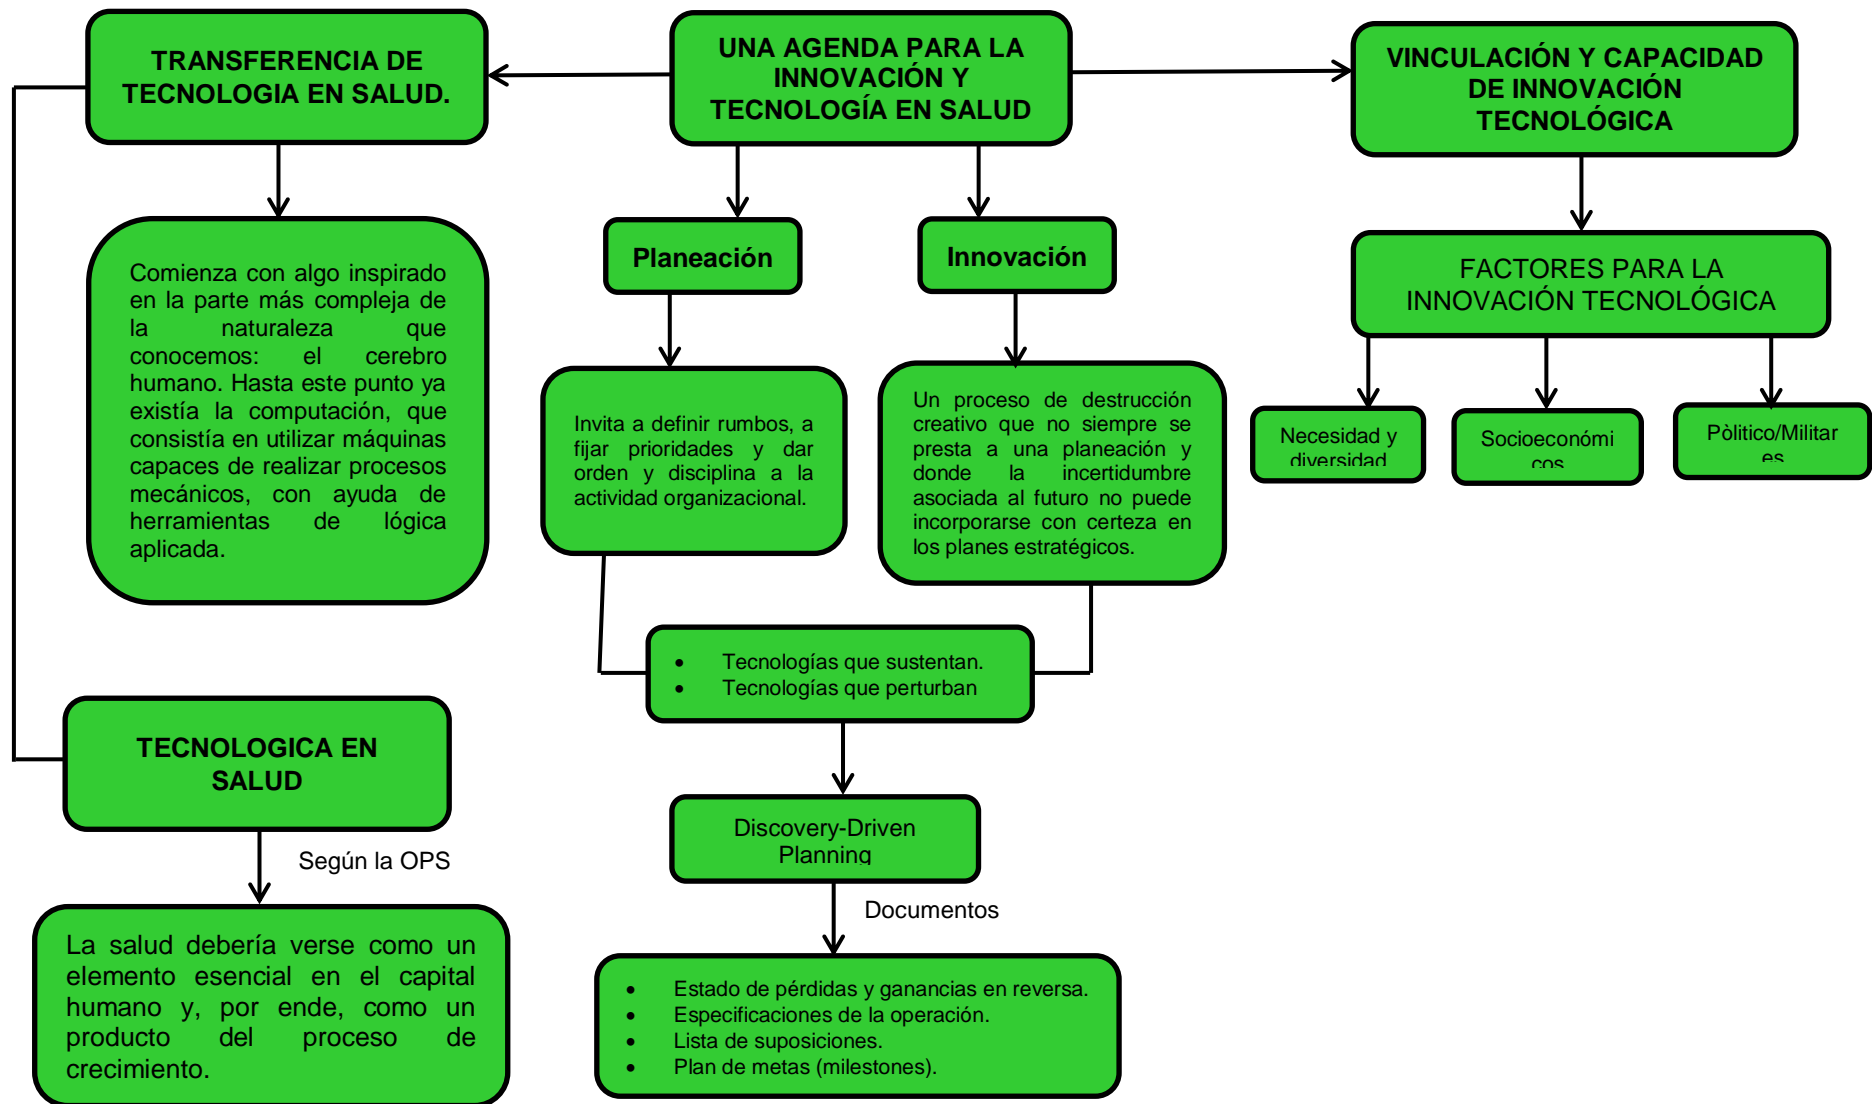 TRANSFERENCIA DE
TECNOLOGIA EN SALUD.
UNA AGENDA PARA LA
INNOVACIÓN Y
TECNOLOGÍA EN SALUD
VINCULACIÓN Y CAPACIDAD
DE INNOVACIÓN
TECNOLÓGICA
Comienza con algo inspirado
en la parte más compleja de
la naturaleza que
conocemos: el cerebro
humano. Hasta este punto ya
existía la computación, que
consistía en utilizar máquinas
capaces de realizar procesos
mecánicos, con ayuda de
herramientas de lógica
aplicada.
Planeación
Innovación
FACTORES PARA LA
INNOVACIÓN TECNOLÓGICA
Invita a definir rumbos, a
fijar prioridades y dar
orden y disciplina a la
actividad organizacional.
Un proceso de destrucción
creativo que no siempre se
presta a una planeación y
donde la incertidumbre
asociada al futuro no puede
incorporarse con certeza en
los planes estratégicos.
Necesidad y
diversidad
Socioeconómi
cos
Pòlitico/Militar
es
• Tecnologías que sustentan.
• Tecnologías que perturban
TECNOLOGICA EN
SALUD
Discovery-Driven
Planning
Según la OPS
Documentos
La salud debería verse como un
elemento esencial en el capital
humano y, por ende, como un
producto del proceso de
crecimiento.
• Estado de pérdidas y ganancias en reversa.
• Especificaciones de la operación.
• Lista de suposiciones.
• Plan de metas (milestones).